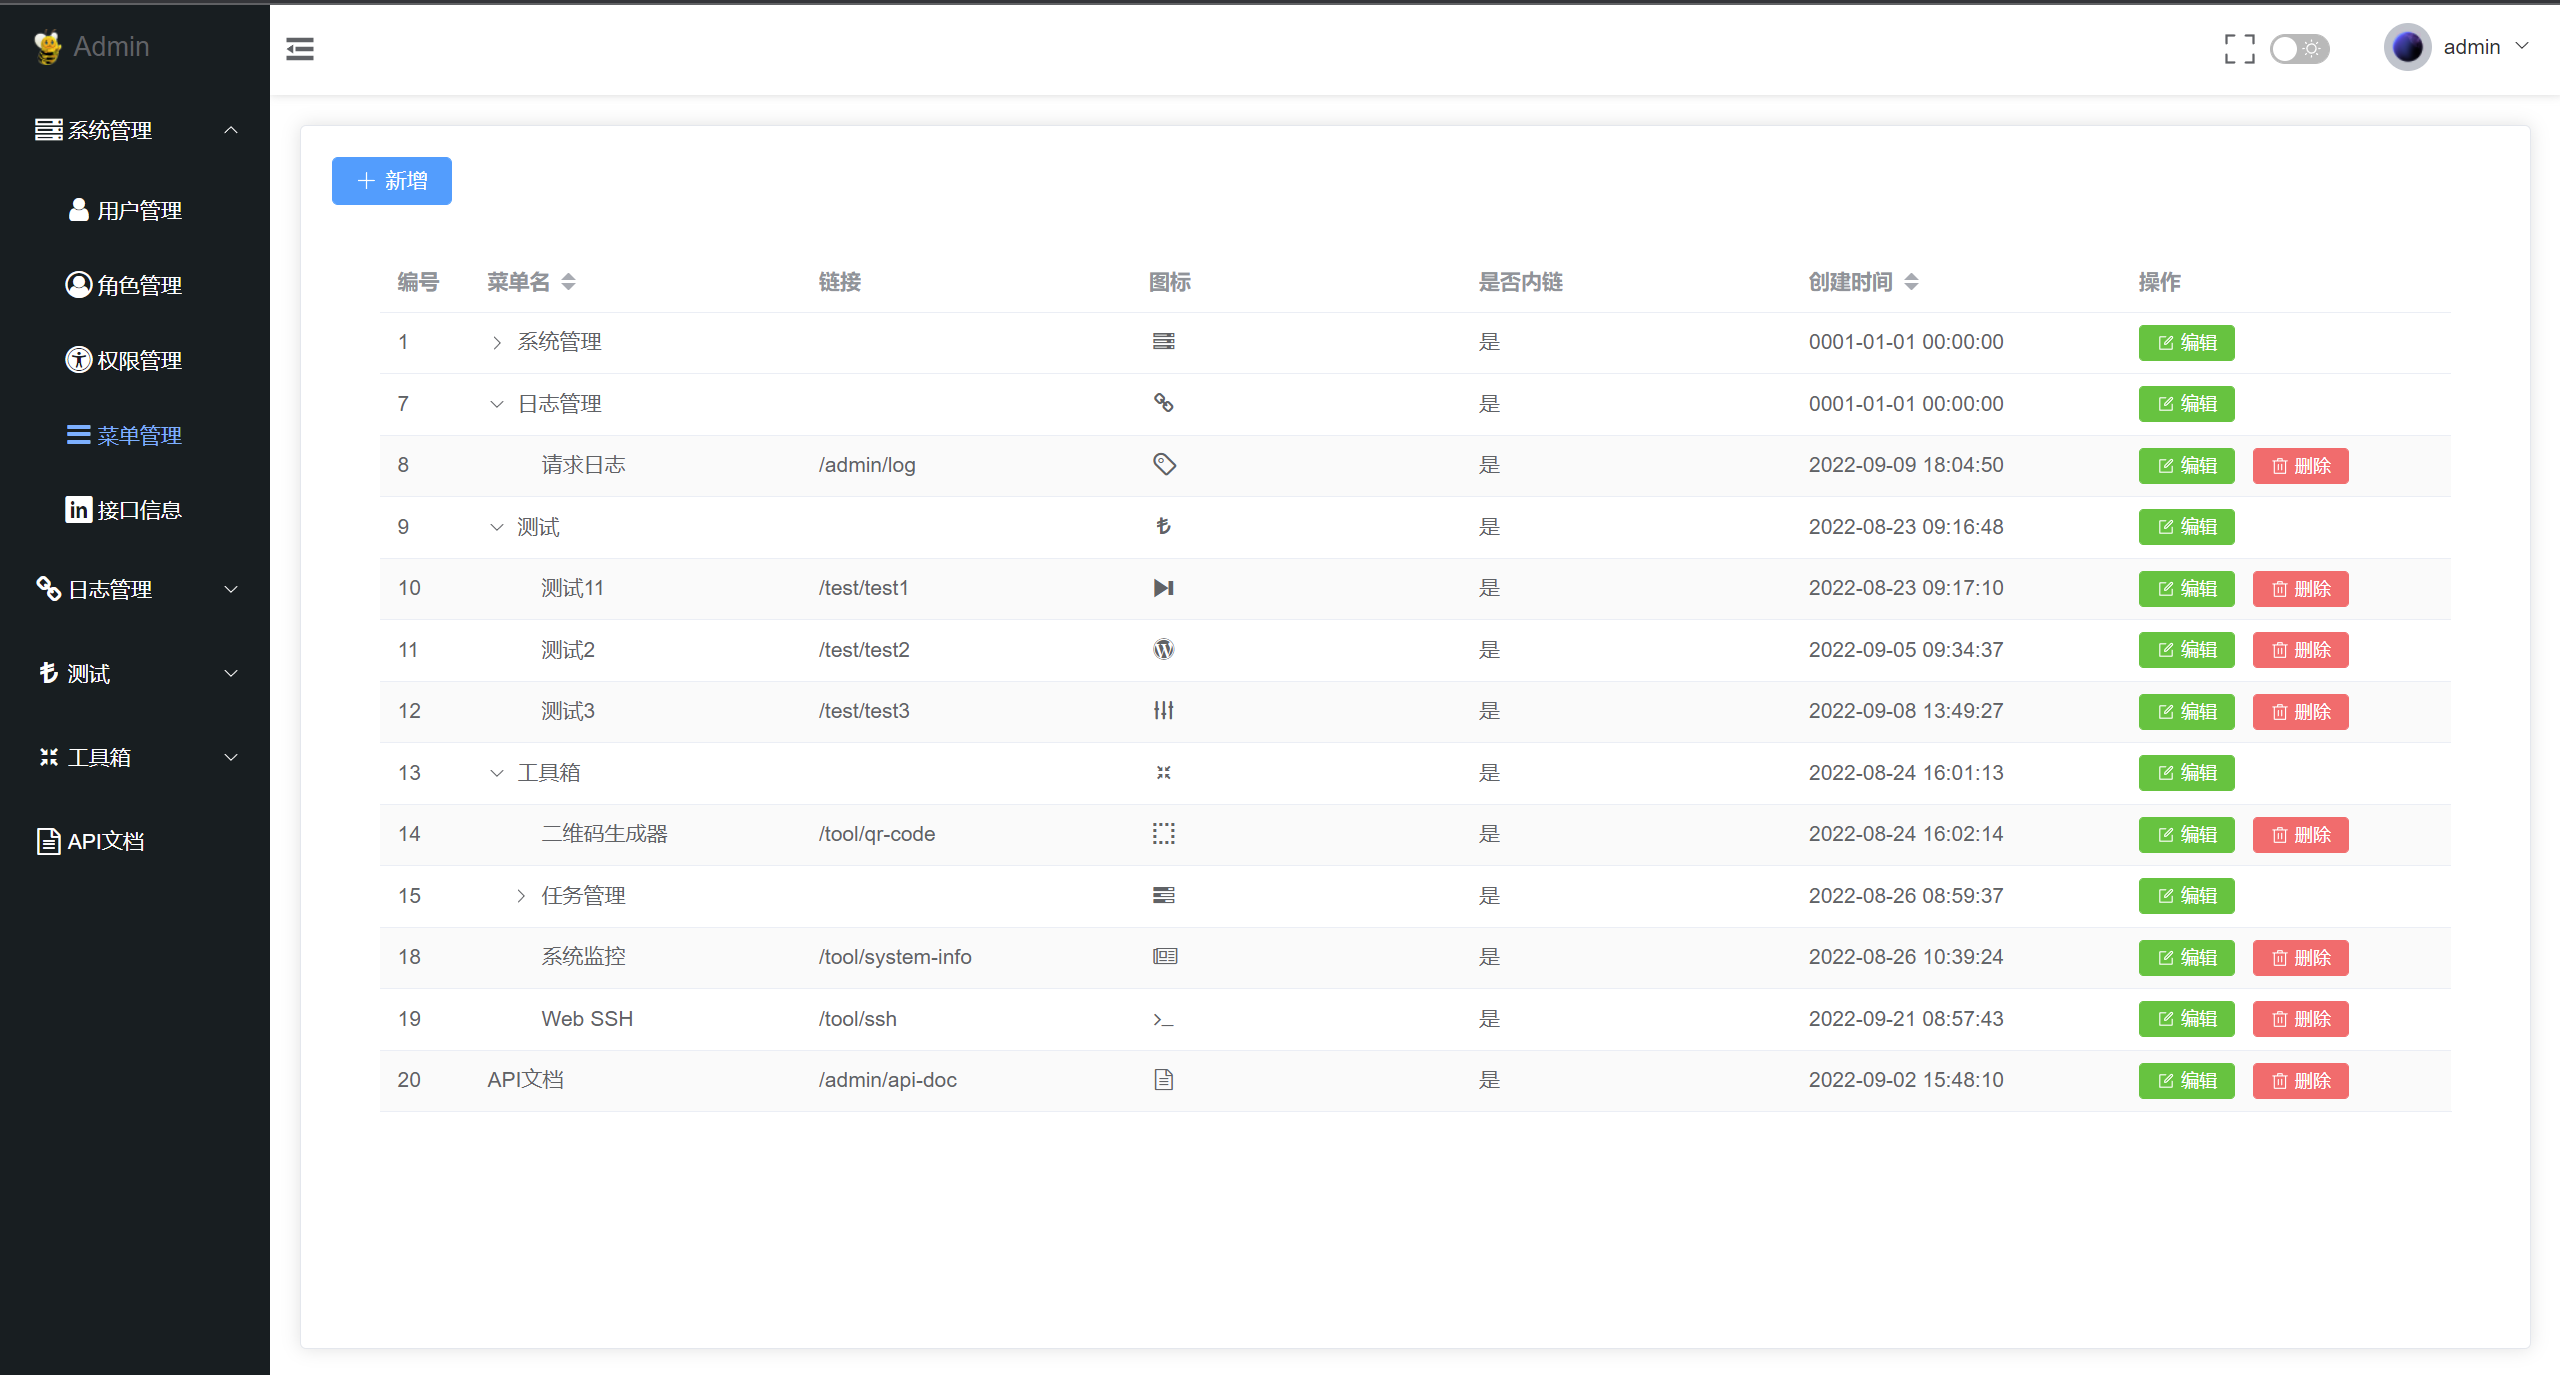 Admin
系统管理
用户管理
角色管理
权限管理
菜单管理
接口信息
日志管理
测试
工具箱
API文档
admin
新增
编号 菜单名 链接 图标 是否内链 创建时间 操作
1 系统管理 是 0001-01-01 00:00:00 编辑
7 日志管理 是 0001-01-01 00:00:00 编辑
8 请求日志 /admin/log 是 2022-09-09 18:04:50 编辑 删除
9 测试 是 2022-08-23 09:16:48 编辑
10 测试11 /test/test1 是 2022-08-23 09:17:10 编辑 删除
11 测试2 /test/test2 是 2022-09-05 09:34:37 编辑 删除
12 测试3 /test/test3 是 2022-09-08 13:49:27 编辑 删除
13 工具箱 是 2022-08-24 16:01:13 编辑
14 二维码生成器 /tool/qr-code 是 2022-08-24 16:02:14 编辑 删除
15 任务管理 是 2022-08-26 08:59:37 编辑
18 系统监控 /tool/system-info 是 2022-08-26 10:39:24 编辑 删除
19 Web SSH /tool/ssh 是 2022-09-21 08:57:43 编辑 删除
20 API文档 /admin/api-doc 是 2022-09-02 15:48:10 编辑 删除